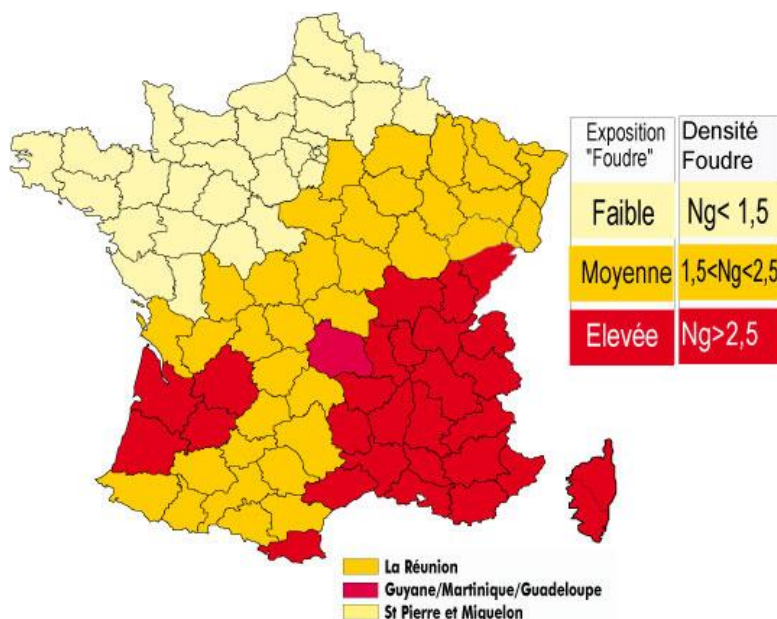 Exposition
"Foudre"
Densité
Foudre
Faible
Ng< 1,5
Moyenne
1,5<Ng<2,5
Elevée
Ng>2,5
La Réunion
Guyane/Martinique/Guadeloupe
St Pierre et Miquelon